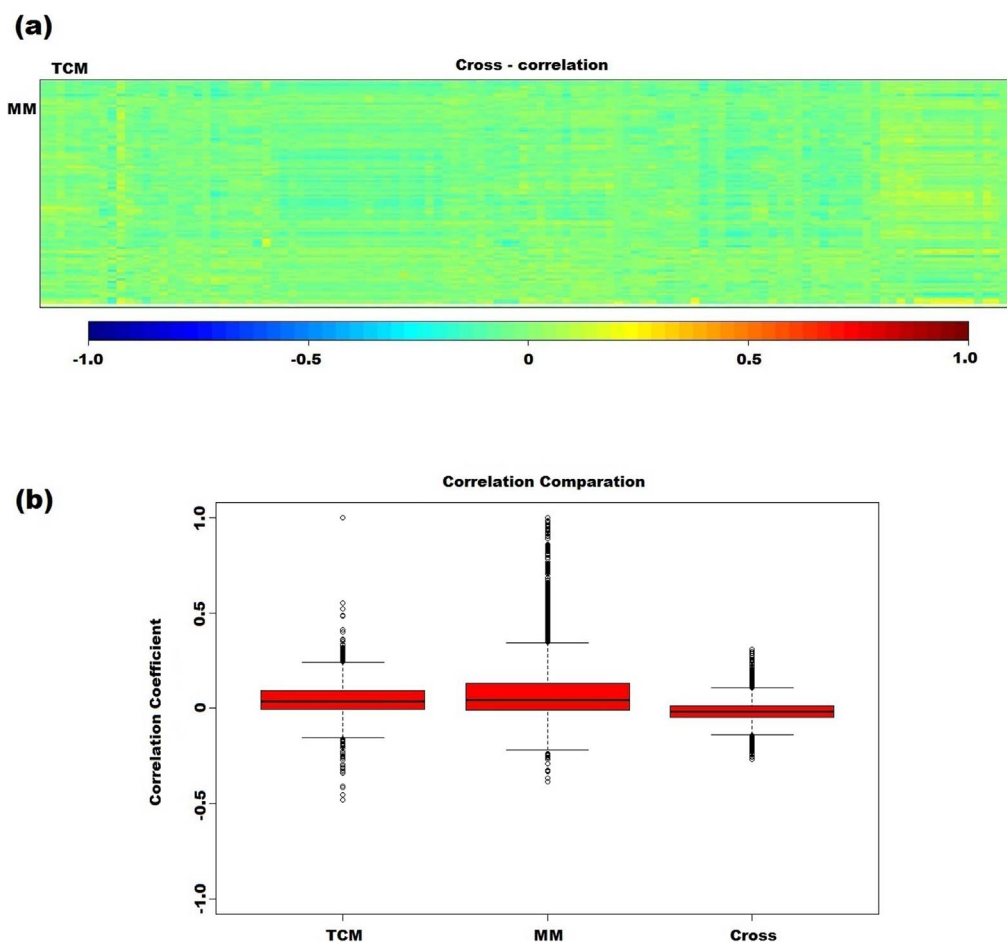 (a)
TCM
Cross - correlation
MM
-1.0 -0.5 0 0.5 1.0
(b)
Correlation Comparation
Correlation Coefficient
1.0
0.5
0
-0.5
-1.0
TCM MM Cross